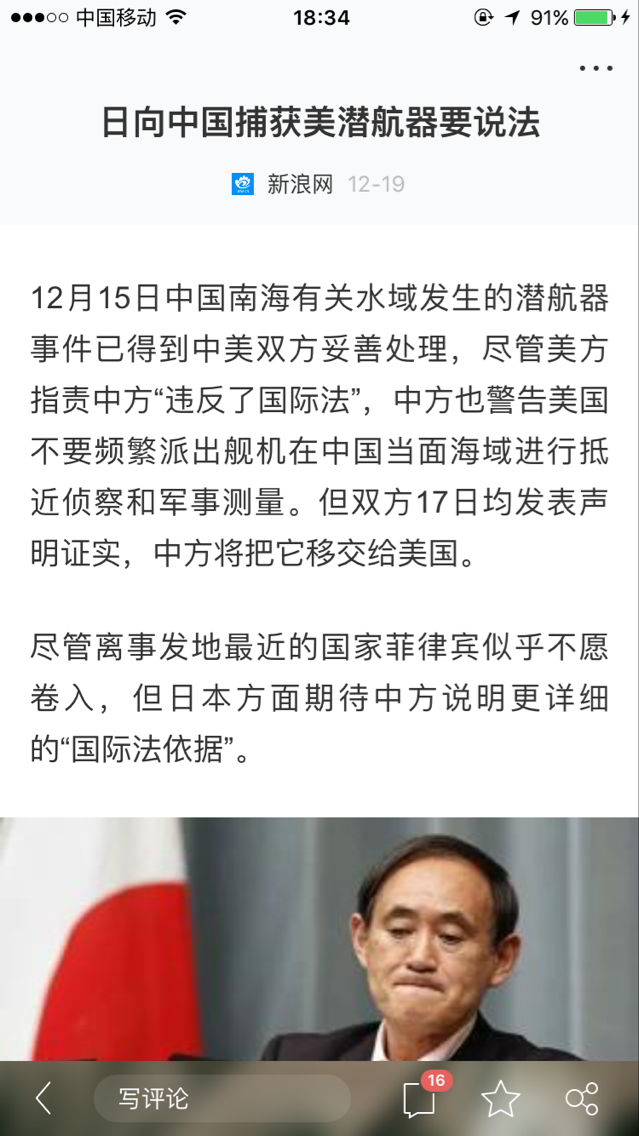 中国移动 18:34 91%
日向中国捕获美潜航器要说法
新浪网 12-19
12月15日中国南海有关水域发生的潜航器
事件已得到中美双方妥善处理，尽管美方
指责中方“违反了国际法”，中方也警告美国
不要频繁派出舰机在中国当面海域进行抵
近侦察和军事测量。但双方17日均发表声
明证实，中方将把它移交给美国。
尽管离事发地最近的国家菲律宾似乎不愿
卷入，但日本方面期待中方说明更详细
的“国际法依据”。
写评论 16